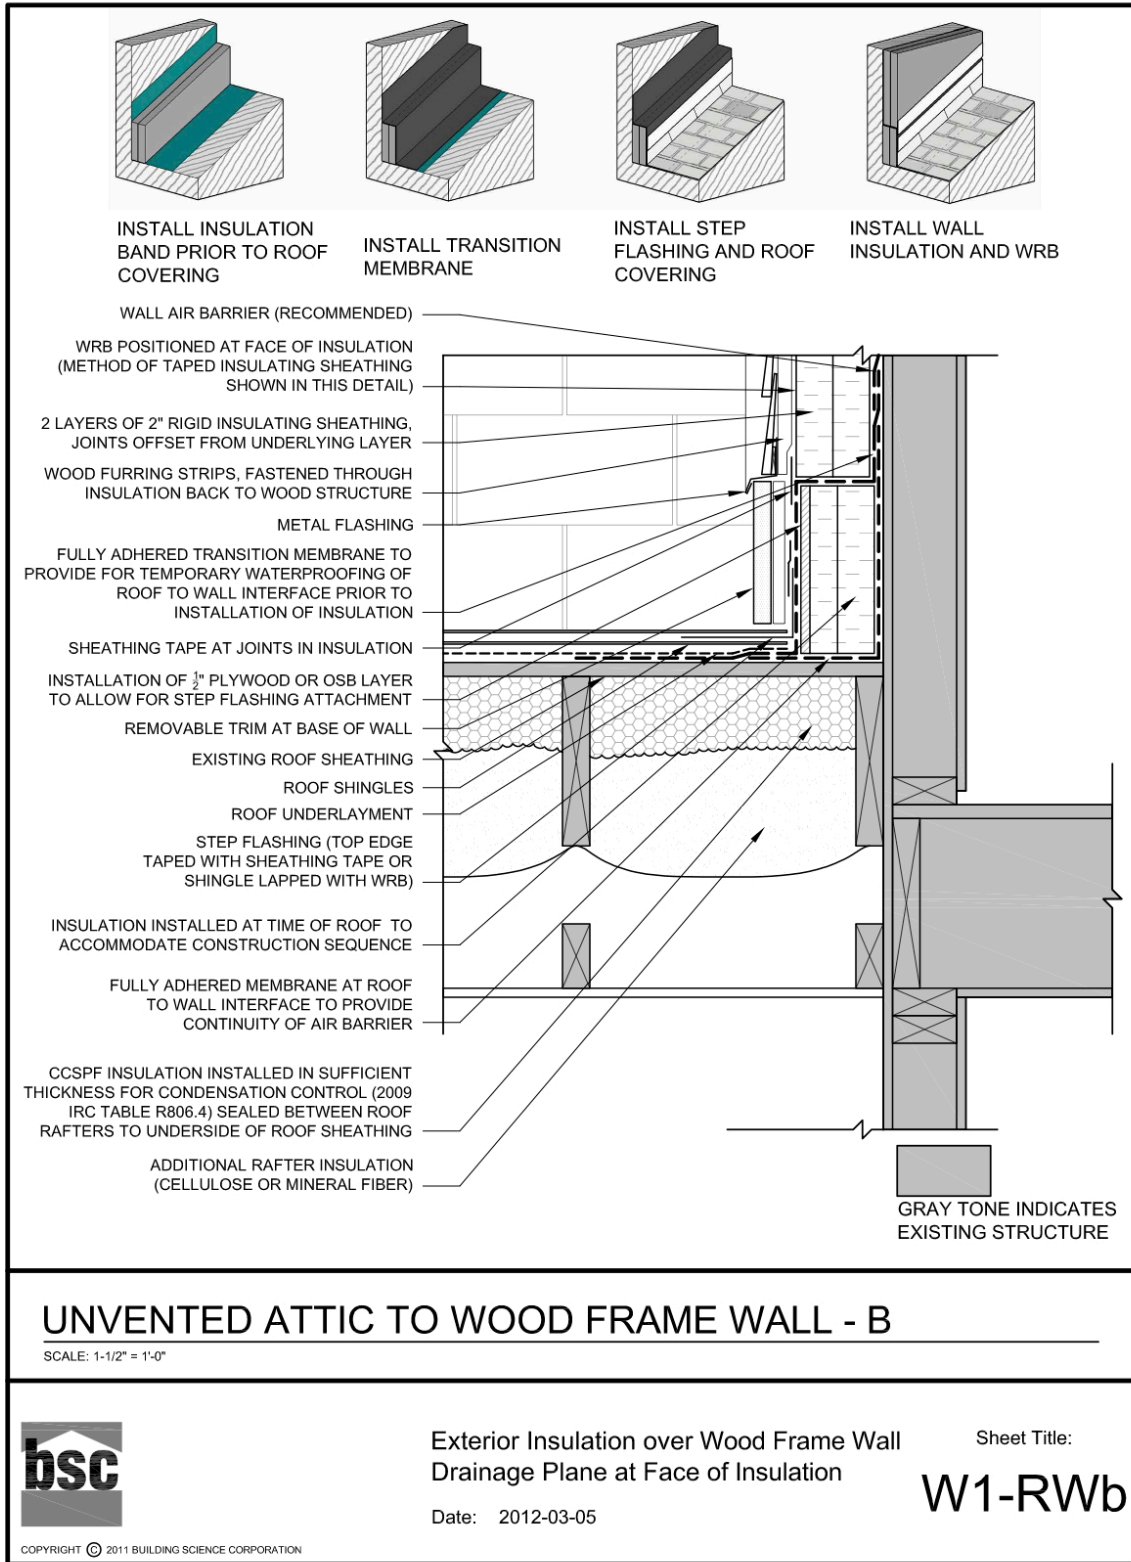 INSTALL INSULATION
BAND PRIOR TO ROOF
COVERING
INSTALL TRANSITION
MEMBRANE
INSTALL STEP
FLASHING AND ROOF
COVERING
INSTALL WALL
INSULATION AND WRB
WALL AIR BARRIER (RECOMMENDED)
WRB POSITIONED AT FACE OF INSULATION
(METHOD OF TAPED INSULATING SHEATHING
SHOWN IN THIS DETAIL)
2 LAYERS OF 2" RIGID INSULATING SHEATHING,
JOINTS OFFSET FROM UNDERLYING LAYER
WOOD FURRING STRIPS, FASTENED THROUGH
INSULATION BACK TO WOOD STRUCTURE
METAL FLASHING
FULLY ADHERED TRANSITION MEMBRANE TO
PROVIDE FOR TEMPORARY WATERPROOFING OF
ROOF TO WALL INTERFACE PRIOR TO
INSTALLATION OF INSULATION
SHEATHING TAPE AT JOINTS IN INSULATION
INSTALLATION OF 1/2" PLYWOOD OR OSB LAYER
TO ALLOW FOR STEP FLASHING ATTACHMENT
REMOVABLE TRIM AT BASE OF WALL
EXISTING ROOF SHEATHING
ROOF SHINGLES
ROOF UNDERLAYMENT
STEP FLASHING (TOP EDGE
TAPED WITH SHEATHING TAPE OR
SHINGLE LAPPED WITH WRB)
INSULATION INSTALLED AT TIME OF ROOF TO
ACCOMMODATE CONSTRUCTION SEQUENCE
FULLY ADHERED MEMBRANE AT ROOF
TO WALL INTERFACE TO PROVIDE
CONTINUITY OF AIR BARRIER
CCSPF INSULATION INSTALLED IN SUFFICIENT
THICKNESS FOR CONDENSATION CONTROL (2009
IRC TABLE R806.4) SEALED BETWEEN ROOF
RAFTERS TO UNDERSIDE OF ROOF SHEATHING
ADDITIONAL RAFTER INSULATION
(CELLULOSE OR MINERAL FIBER)
GRAY TONE INDICATES
EXISTING STRUCTURE
UNVENTED ATTIC TO WOOD FRAME WALL - B
SCALE: 1-1/2" = 1'-0"
bsc
COPYRIGHT © 2011 BUILDING SCIENCE CORPORATION
Exterior Insulation over Wood Frame Wall
Drainage Plane at Face of Insulation
Date: 2012-03-05
Sheet Title:
W1-RWb